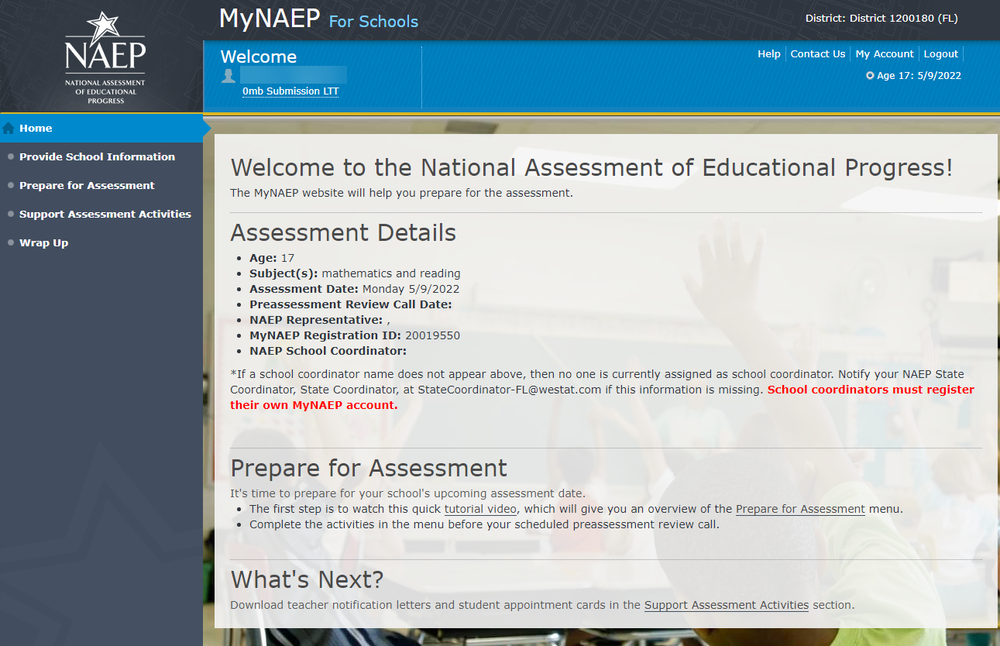 NAEP
NATIONAL ASSESSMENT
OF EDUCATIONAL
PROGRESS
MyNAEP For Schools
District: District 1200180 (FL)
Welcome
0mb Submission LTT
Help Contact Us My Account Logout
Age 17: 5/9/2022
Home
Provide School Information
Prepare for Assessment
Support Assessment Activities
Wrap Up
Welcome to the National Assessment of Educational Progress!
The MyNAEP website will help you prepare for the assessment.
Assessment Details
• Age: 17
• Subject(s): mathematics and reading
• Assessment Date: Monday 5/9/2022
• Preassessment Review Call Date:
• NAEP Representative: ,
• MyNAEP Registration ID: 20019550
• NAEP School Coordinator:
*If a school coordinator name does not appear above, then no one is currently assigned as school coordinator. Notify your NAEP State
Coordinator, State Coordinator, at StateCoordinator-FL@westat.com if this information is missing. School coordinators must register
their own MyNAEP account.
Prepare for Assessment
It's time to prepare for your school's upcoming assessment date.
• The first step is to watch this quick tutorial video, which will give you an overview of the Prepare for Assessment menu.
• Complete the activities in the menu before your scheduled preassessment review call.
What's Next?
Download teacher notification letters and student appointment cards in the Support Assessment Activities section.